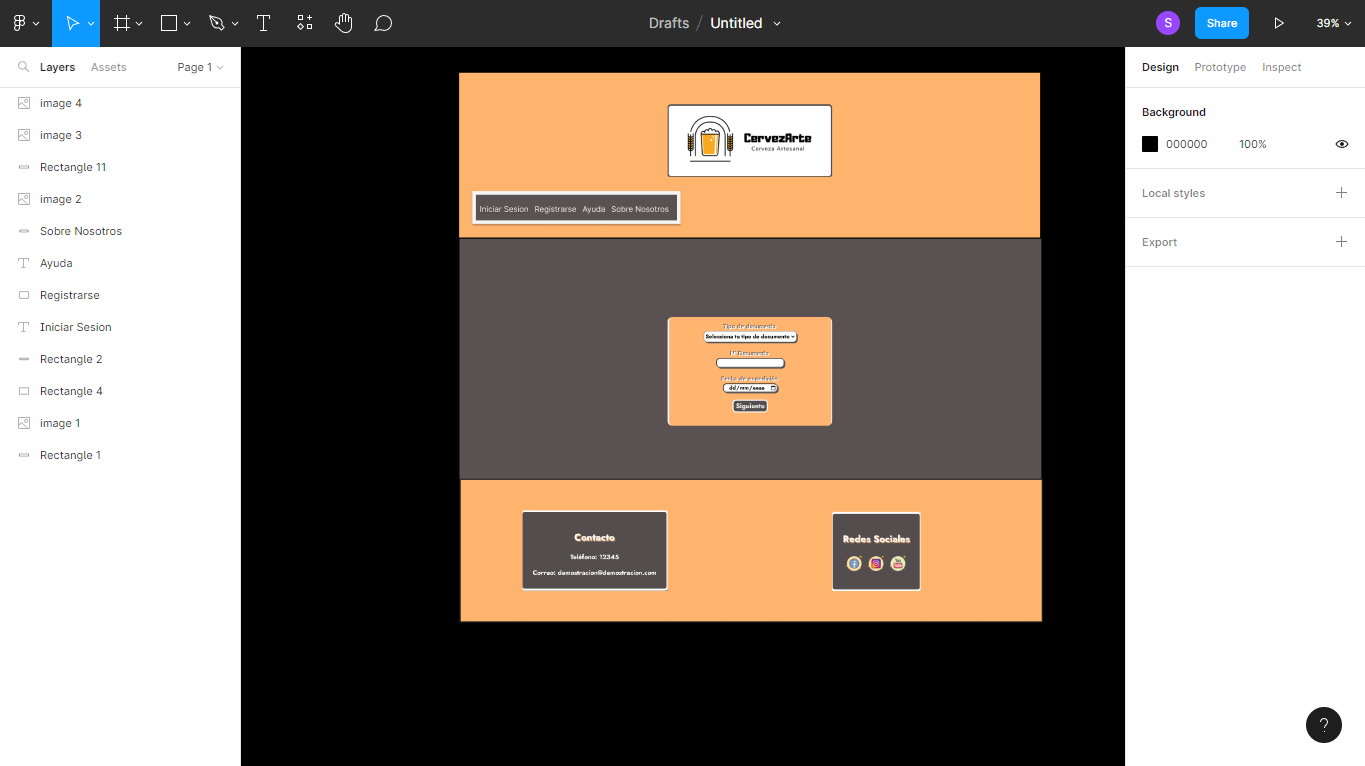 Drafts / Untitled
S
Share
39%
Layers
Assets
Page 1
image 4
image 3
Rectangle 11
image 2
Sobre Nosotros
Ayuda
Registrarse
Iniciar Sesion
Rectangle 2
Rectangle 4
image 1
Rectangle 1
CervezArte
Cerveza Artesanal
Iniciar Sesion Registrarse Ayuda Sobre Nosotros
Tipo de documento
Selecciona tu tipo de documento
N° Documento
Fecha de expedición
dd/mm/aaaa
Siguiente
Contacto
Teléfono: 12345
Correo: demostracion@demostracion.com
Redes Sociales
Design
Prototype
Inspect
Background
000000
100%
Local styles
Export
?